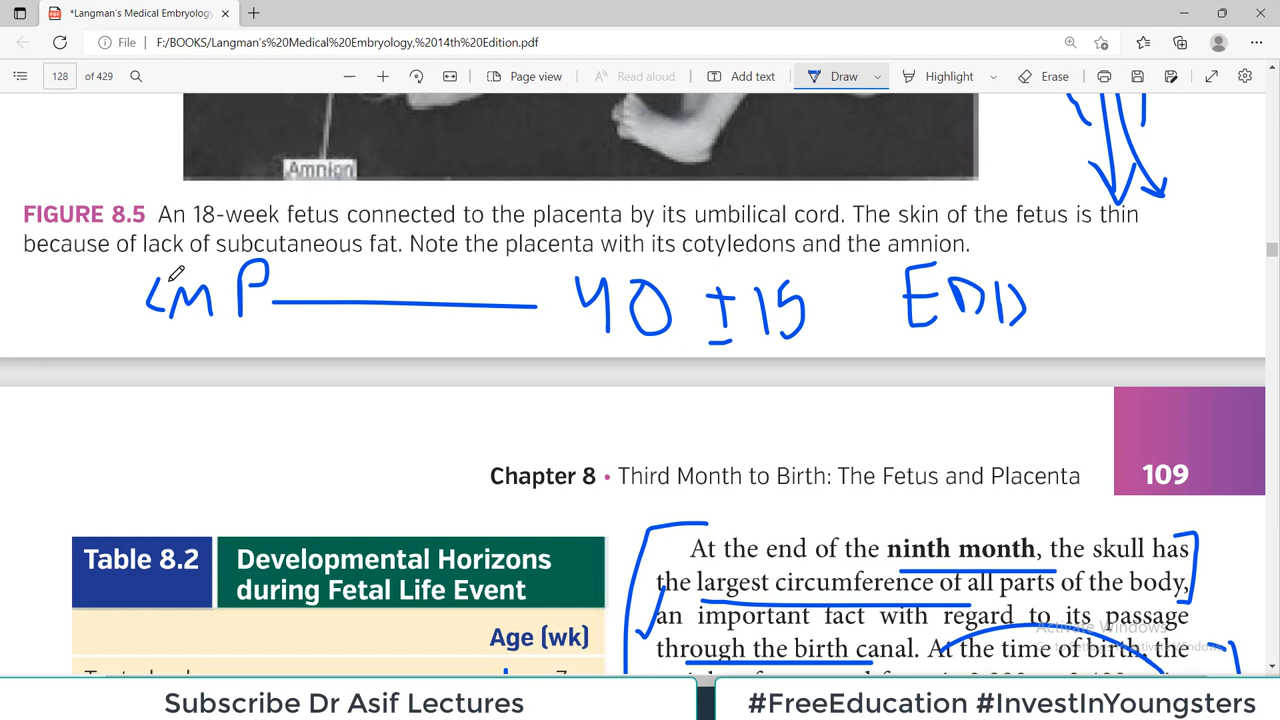 *Langman's Medical Embryology
File F:/BOOKS/Langman's%20Medical%20Embryology,%2014th%20Edition.pdf
128 of 429 Page view Read aloud Add text Draw Highlight Erase
Amnion
FIGURE 8.5 An 18-week fetus connected to the placenta by its umbilical cord. The skin of the fetus is thin
because of lack of subcutaneous fat. Note the placenta with its cotyledons and the amnion.
LMP 40 ± 15 EDD
Chapter 8 • Third Month to Birth: The Fetus and Placenta 109
Table 8.2 Developmental Horizons
during Fetal Life Event
Age (wk)
At the end of the ninth month, the skull has
the largest circumference of all parts of the body,
an important fact with regard to its passage
through the birth canal. At the time of birth, the
Activate Windows
Subscribe Dr Asif Lectures
#FreeEducation #InvestInYoungsters